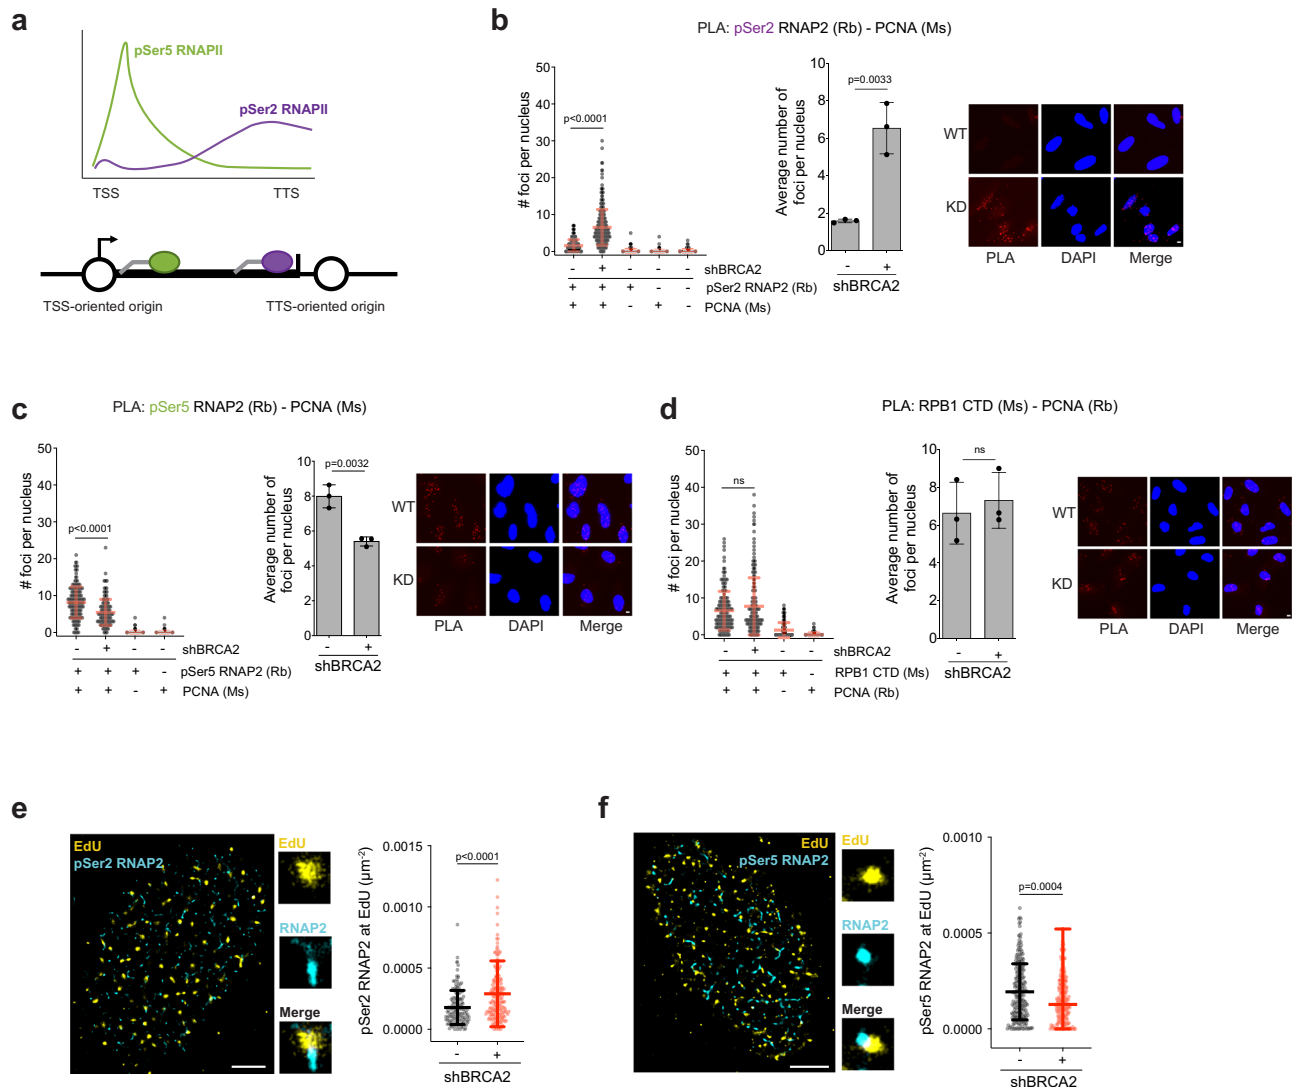 a
pSer5 RNAPII
pSer2 RNAPII
TSS
TTS
TSS-oriented origin
TTS-oriented origin
b
PLA: pSer2 RNAP2 (Rb) - PCNA (Ms)
# foci per nucleus
50
40
30
20
10
0
p<0.0001
- + - - - shBRCA2
+ + + - - pSer2 RNAP2 (Rb)
+ + - + - PCNA (Ms)
Average number of
foci per nucleus
10
8
6
4
2
0
p=0.0033
- +
shBRCA2
WT
KD
PLA DAPI Merge
c
PLA: pSer5 RNAP2 (Rb) - PCNA (Ms)
# foci per nucleus
50
40
30
20
10
0
p<0.0001
- + - - shBRCA2
+ + + - pSer5 RNAP2 (Rb)
+ + - + PCNA (Ms)
Average number of
foci per nucleus
10
8
6
4
2
0
p=0.0032
- +
shBRCA2
WT
KD
PLA DAPI Merge
d
PLA: RPB1 CTD (Ms) - PCNA (Rb)
# foci per nucleus
50
40
30
20
10
0
ns
- + - - shBRCA2
+ + + - RPB1 CTD (Ms)
+ + - + PCNA (Rb)
Average number of
foci per nucleus
10
8
6
4
2
0
ns
- +
shBRCA2
WT
KD
PLA DAPI Merge
e
EdU
pSer2 RNAP2
EdU
RNAP2
Merge
pSer2 RNAP2 at EdU (µm-2)
0.0015
0.0010
0.0005
0.0000
p<0.0001
- +
shBRCA2
f
EdU
pSer5 RNAP2
EdU
RNAP2
Merge
pSer5 RNAP2 at EdU (µm-2)
0.0010
0.0005
0.0000
p=0.0004
- +
shBRCA2